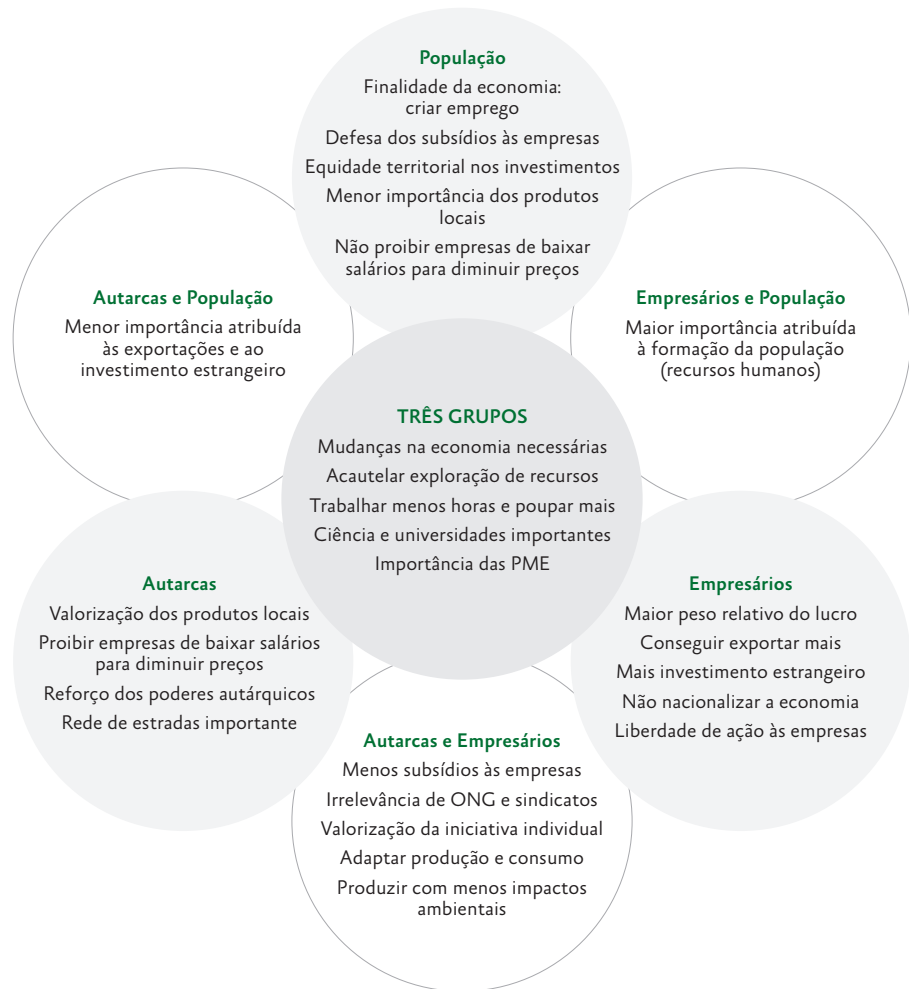 População
Finalidade da economia:
criar emprego
Defesa dos subsídios às empresas
Equidade territorial nos investimentos
Menor importância dos produtos
locais
Não proibir empresas de baixar
salários para diminuir preços
Autarcas e População
Menor importância atribuída
às exportações e ao
investimento estrangeiro
Empresários e População
Maior importância atribuída
à formação da população
(recursos humanos)
TRÊS GRUPOS
Mudanças na economia necessárias
Acautelar exploração de recursos
Trabalhar menos horas e poupar mais
Ciência e universidades importantes
Importância das PME
Autarcas
Valorização dos produtos locais
Proibir empresas de baixar salários
para diminuir preços
Reforço dos poderes autárquicos
Rede de estradas importante
Empresários
Maior peso relativo do lucro
Conseguir exportar mais
Mais investimento estrangeiro
Não nacionalizar a economia
Liberdade de ação às empresas
Autarcas e Empresários
Menos subsídios às empresas
Irrelevância de ONG e sindicatos
Valorização da iniciativa individual
Adaptar produção e consumo
Produzir com menos impactos
ambientais